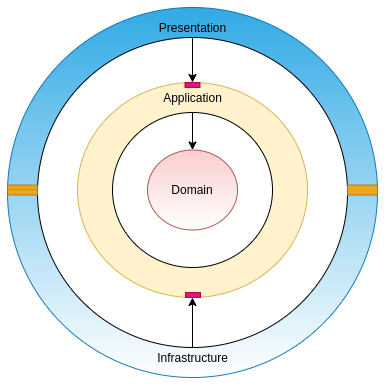 Presentation
Application
Domain
Infrastructure